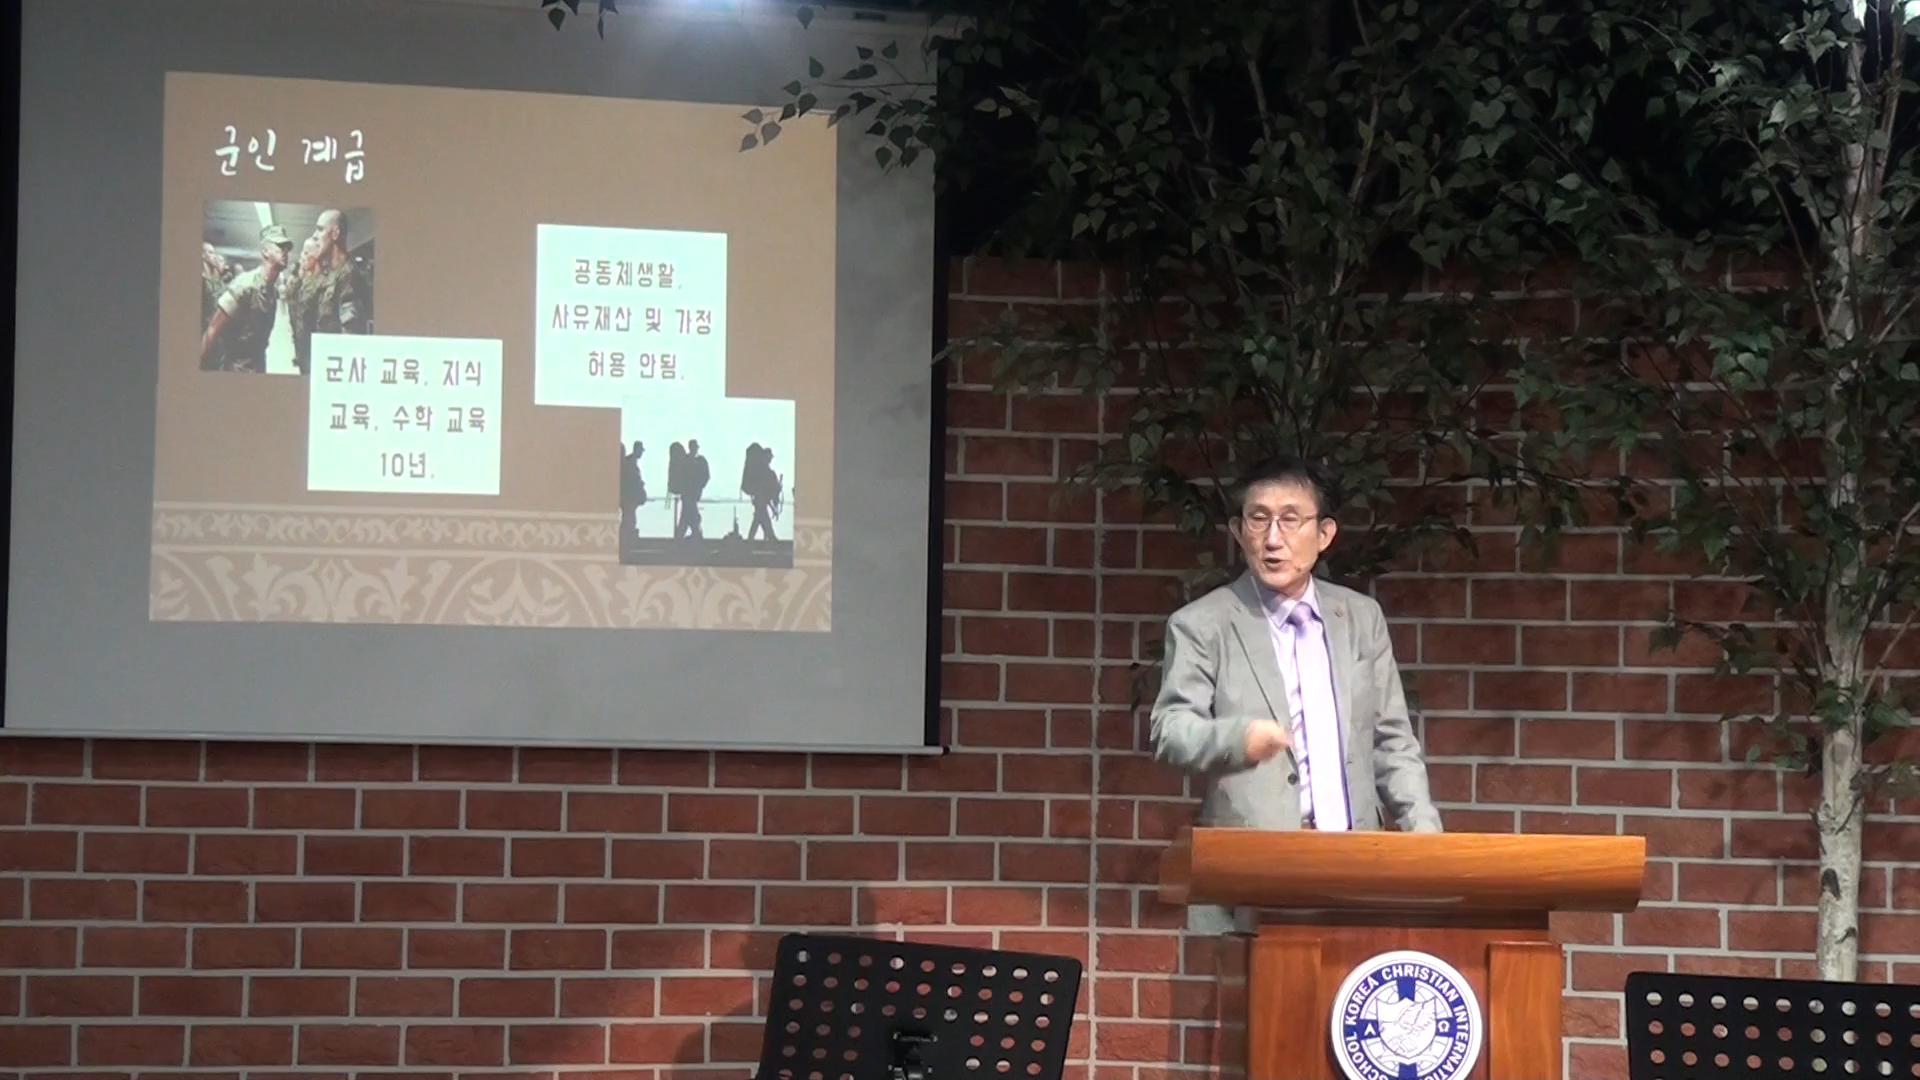 군인 계급
군사 교육, 지식
교육, 수학 교육
10년.
공동체생활.
사유재산 및 가정
허용 안됨.
KOREA CHRISTIAN INTERNATIONAL SCHOOL
Α Ω